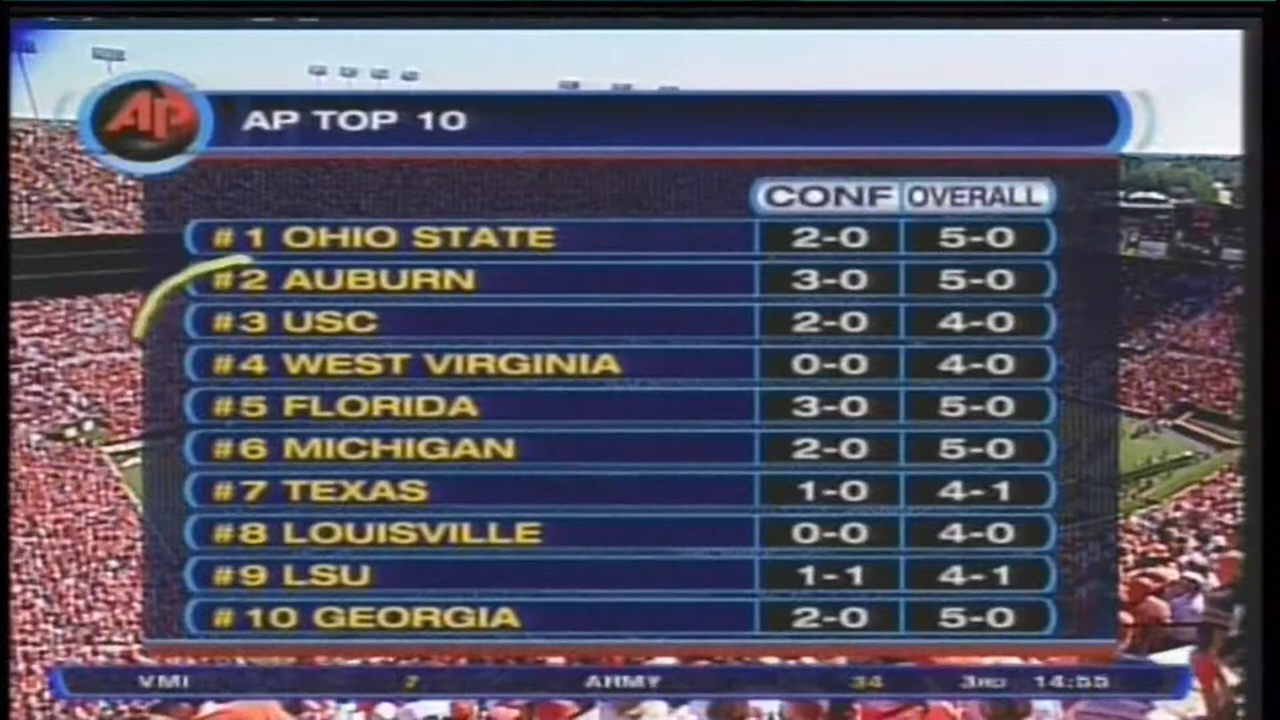 AP AP TOP 10
CONF OVERALL
#1 OHIO STATE 2-0 5-0
#2 AUBURN 3-0 5-0
#3 USC 2-0 4-0
#4 WEST VIRGINIA 0-0 4-0
#5 FLORIDA 3-0 5-0
#6 MICHIGAN 2-0 5-0
#7 TEXAS 1-0 4-1
#8 LOUISVILLE 0-0 4-0
#9 LSU 1-1 4-1
#10 GEORGIA 2-0 5-0
VMI 7 ARMY 34 3RD 14:55